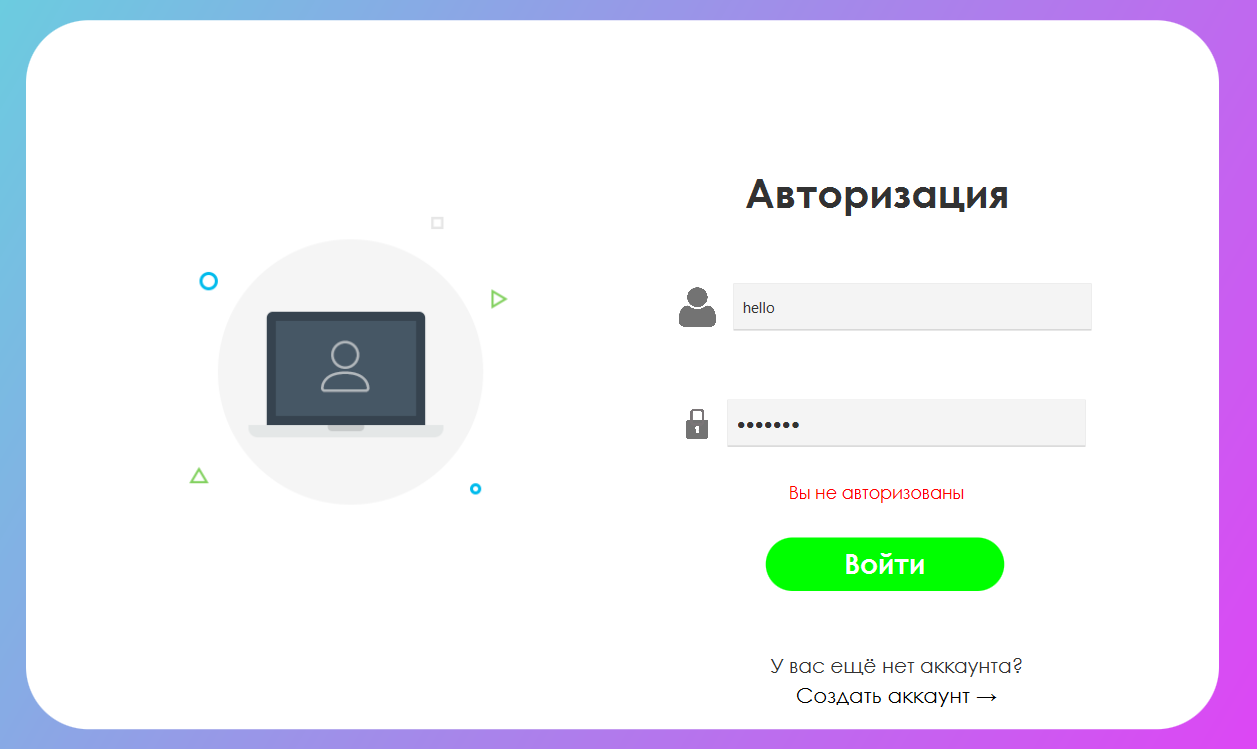 Авторизация
hello
•••••••
Вы не авторизованы
Войти
У вас ещё нет аккаунта?
Создать аккаунт →